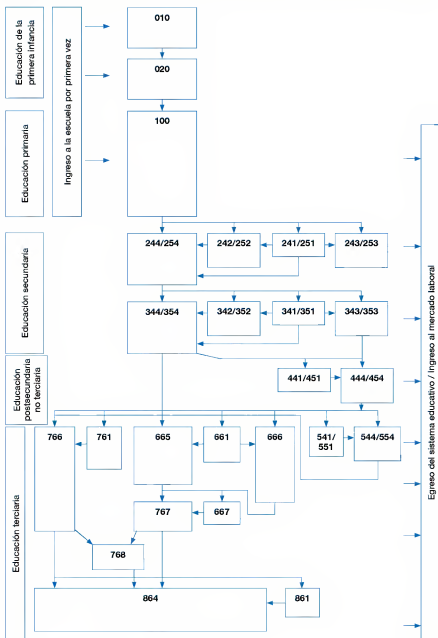 Educación de la
primera infancia
Ingreso a la escuela por primera vez
010
020
Educación primaria
100
Educación secundaria
244/254
242/252
241/251
243/253
344/354
342/352
341/351
343/353
Educación
postsecundaria
no terciaria
441/451
444/454
Educación terciaria
766
761
665
661
666
541/
551
544/554
767
667
768
864
861
Egreso del sistema educativo / Ingreso al mercado laboral